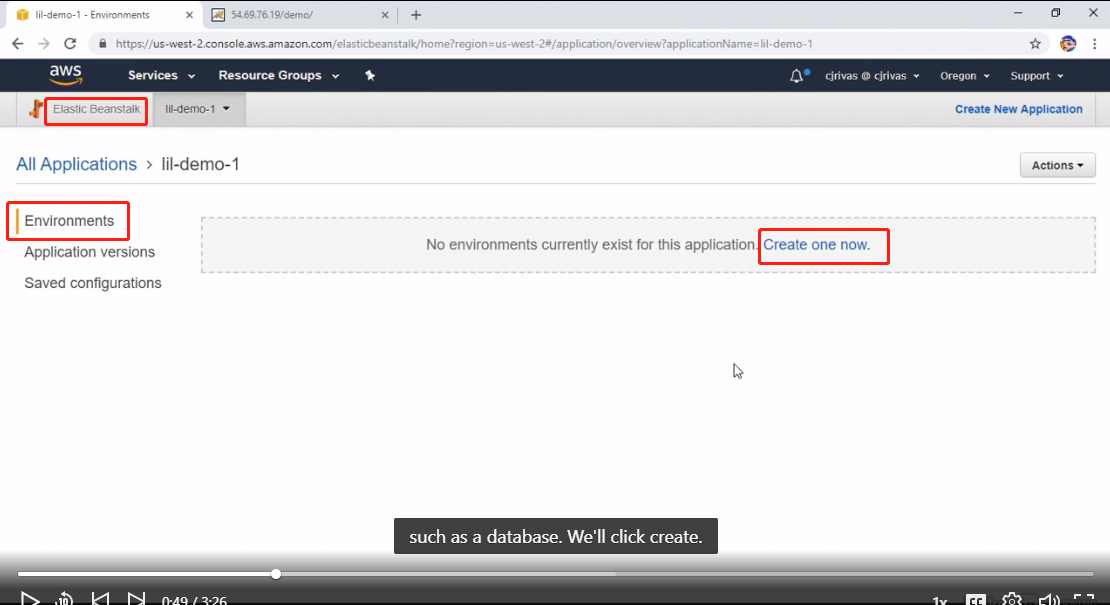 lil-demo-1 - Environments
54.69.76.19/demo/
https://us-west-2.console.aws.amazon.com/elasticbeanstalk/home?region=us-west-2#/application/overview?applicationName=lil-demo-1
aws Services Resource Groups cjrivas @ cjrivas Oregon Support
Elastic Beanstalk lil-demo-1 Create New Application
All Applications > lil-demo-1 Actions
Environments
No environments currently exist for this application. Create one now.
Application versions
Saved configurations
such as a database. We'll click create.
10 0:49 / 3:26 1x CC